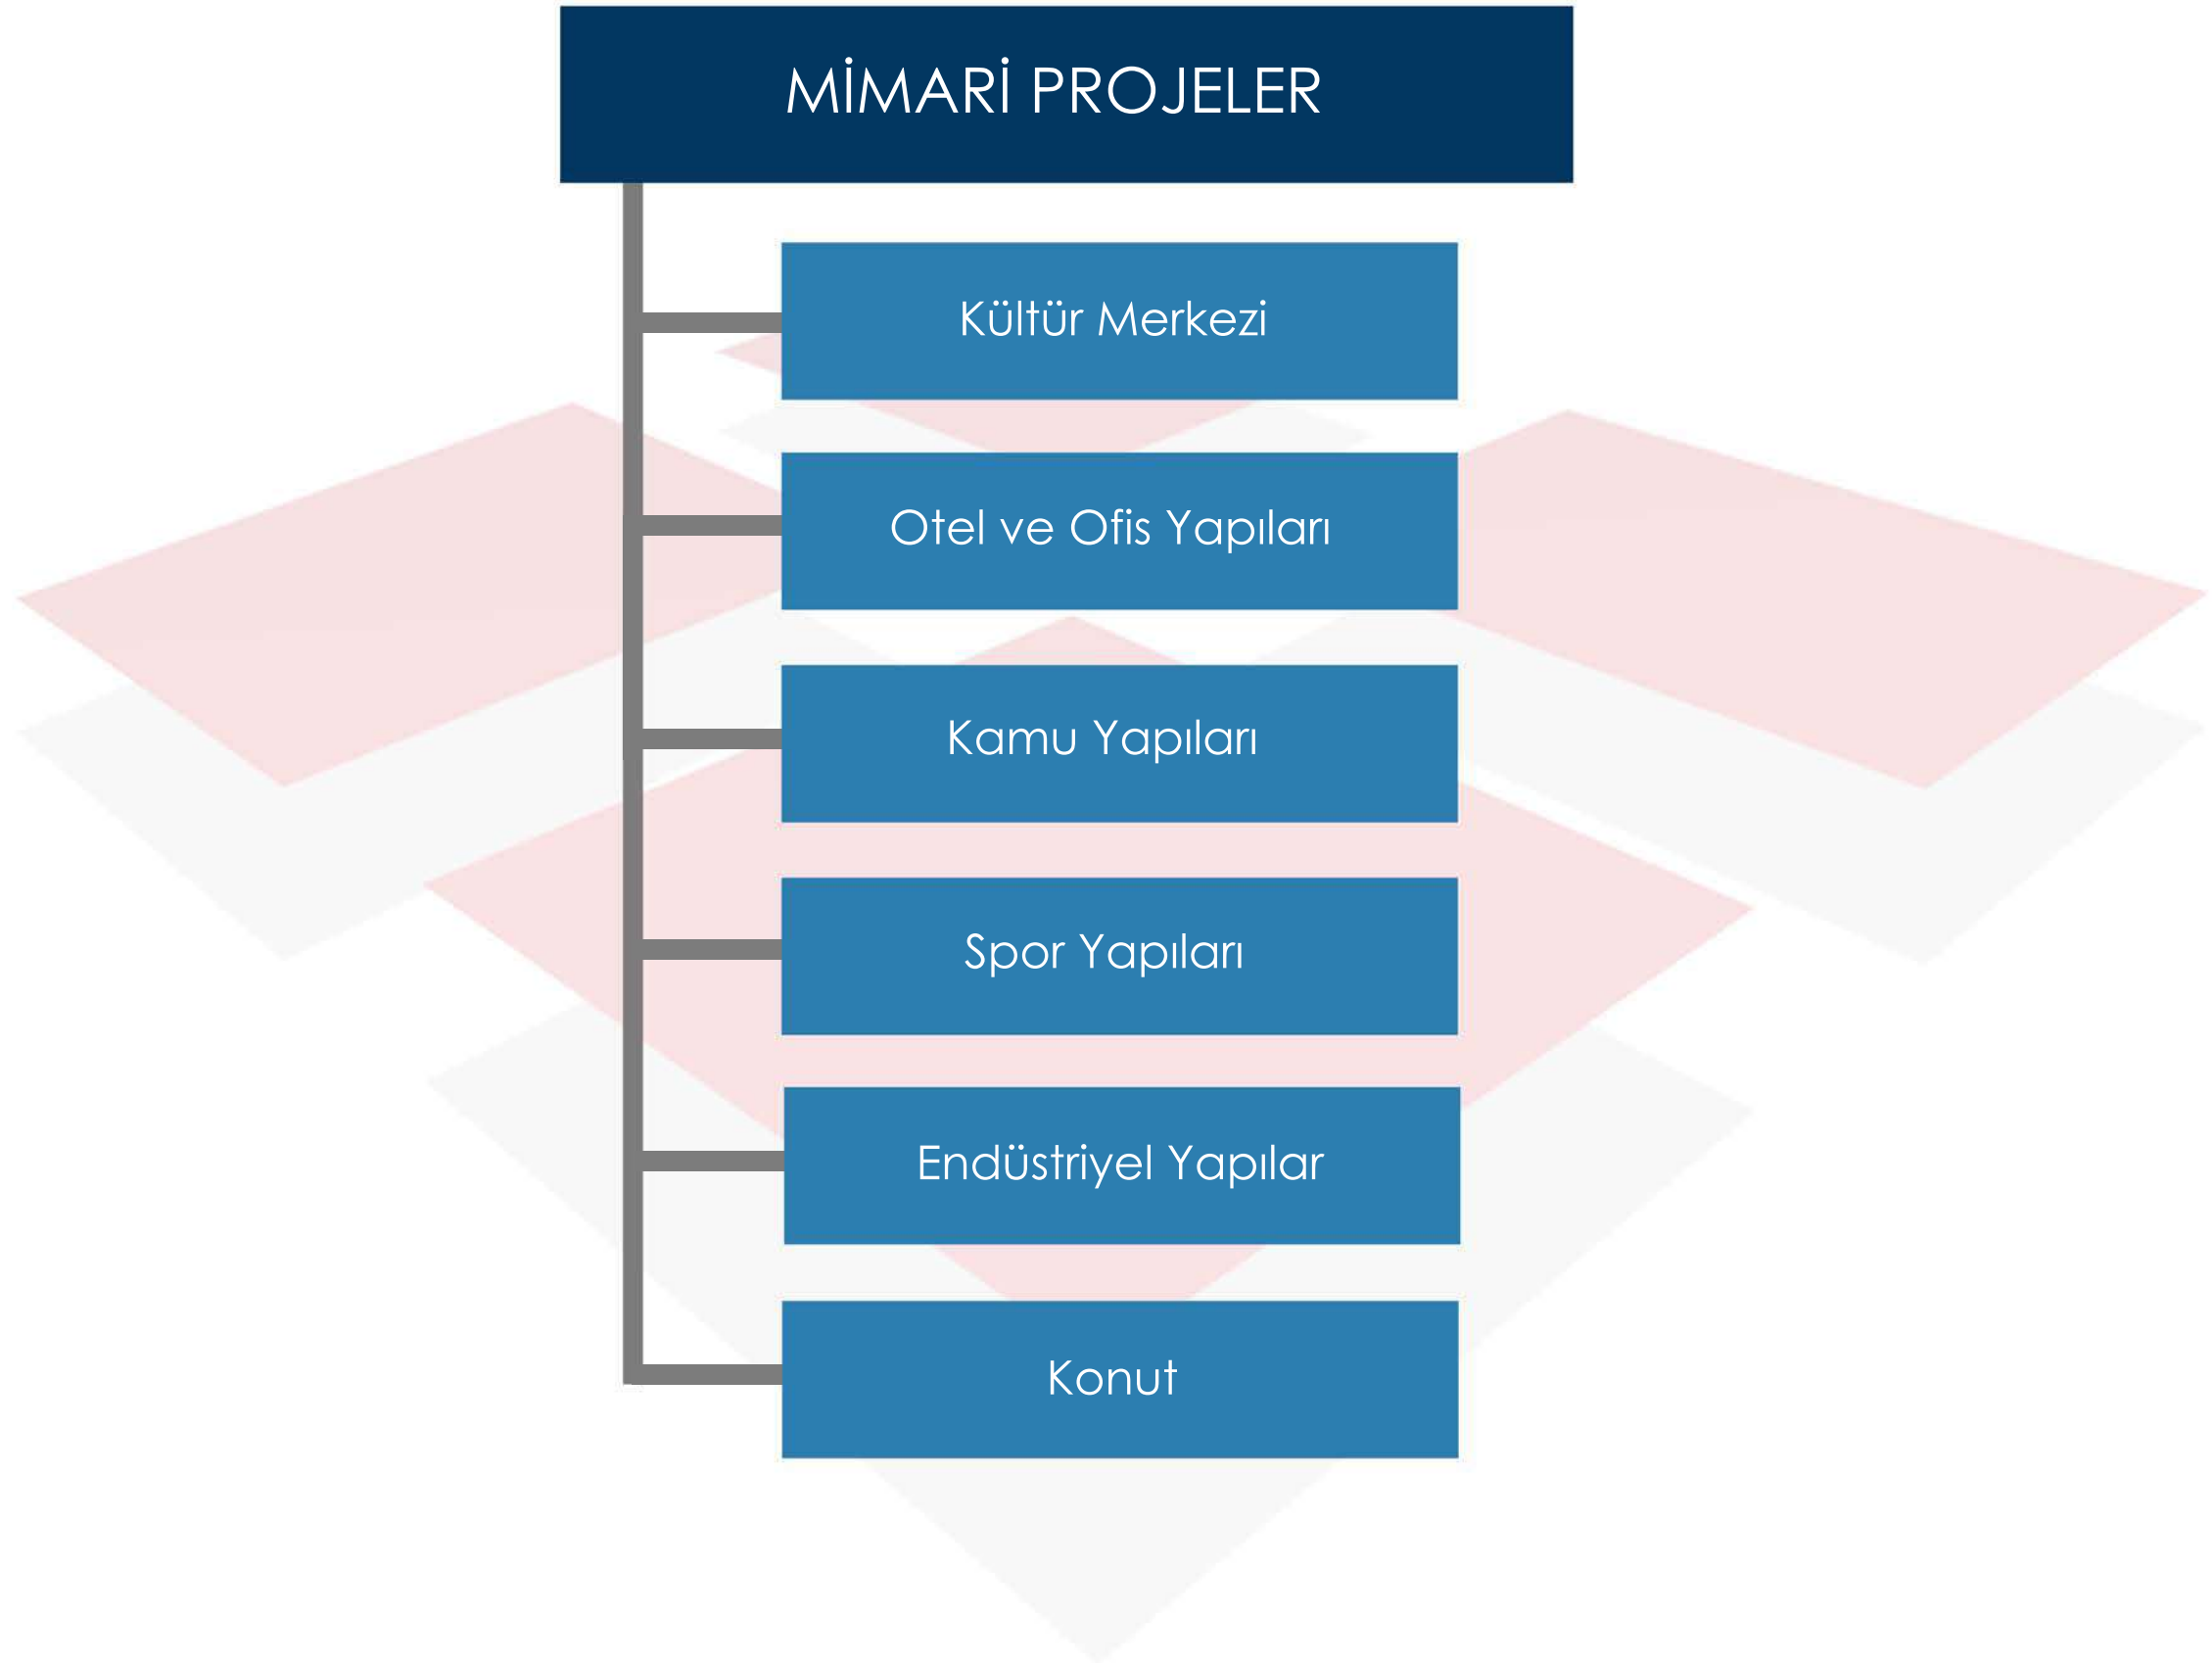 MİMARİ PROJELER
Kültür Merkezi
Otel ve Ofis Yapıları
Kamu Yapıları
Spor Yapıları
Endüstriyel Yapılar
Konut